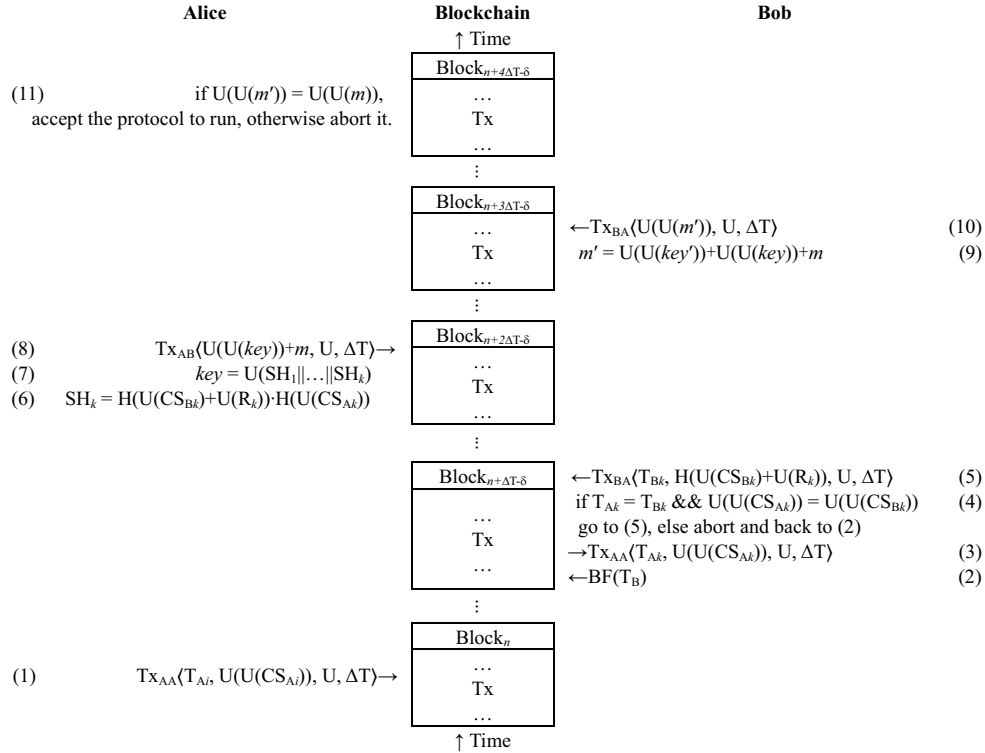 Alice Blockchain Bob
↑ Time
Block_{n+4ΔT-δ}
(11) if U(U(m′)) = U(U(m)), …
accept the protocol to run, otherwise abort it. Tx
…
⋮
Block_{n+3ΔT-δ}
… ←Tx_{BA}⟨U(U(m′)), U, ΔT⟩ (10)
Tx m′ = U(U(key′))+U(U(key))+m (9)
…
⋮
Block_{n+2ΔT-δ}
(8) Tx_{AB}⟨U(U(key))+m, U, ΔT⟩→ …
(7) key = U(SH_1||…||SH_k) Tx
(6) SH_k = H(U(CS_{Bk})+U(R_k))·H(U(CS_{Ak})) …
⋮
Block_{n+ΔT-δ} ←Tx_{BA}⟨T_{Bk}, H(U(CS_{Bk})+U(R_k)), U, ΔT⟩ (5)
if T_{Ak} = T_{Bk} && U(U(CS_{Ak})) = U(U(CS_{Bk})) (4)
… go to (5), else abort and back to (2)
Tx →Tx_{AA}⟨T_{Ak}, U(U(CS_{Ak})), U, ΔT⟩ (3)
… ←BF(T_B) (2)
⋮
Block_n
…
(1) Tx_{AA}⟨T_{Ai}, U(U(CS_{Ai})), U, ΔT⟩→ Tx
…
↑ Time